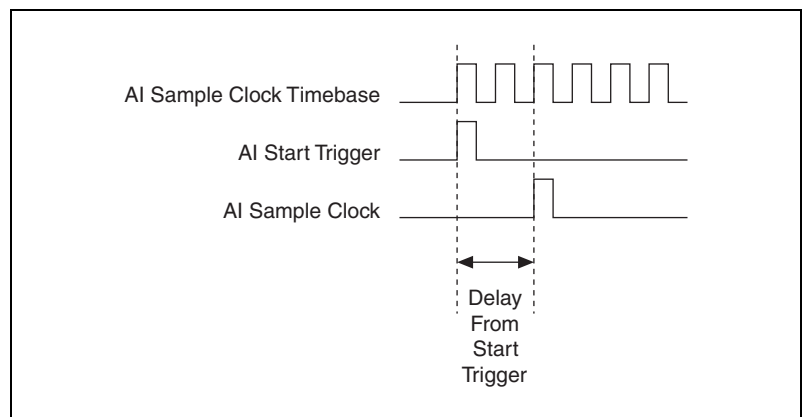 AI Sample Clock Timebase
AI Start Trigger
AI Sample Clock
Delay
From
Start
Trigger